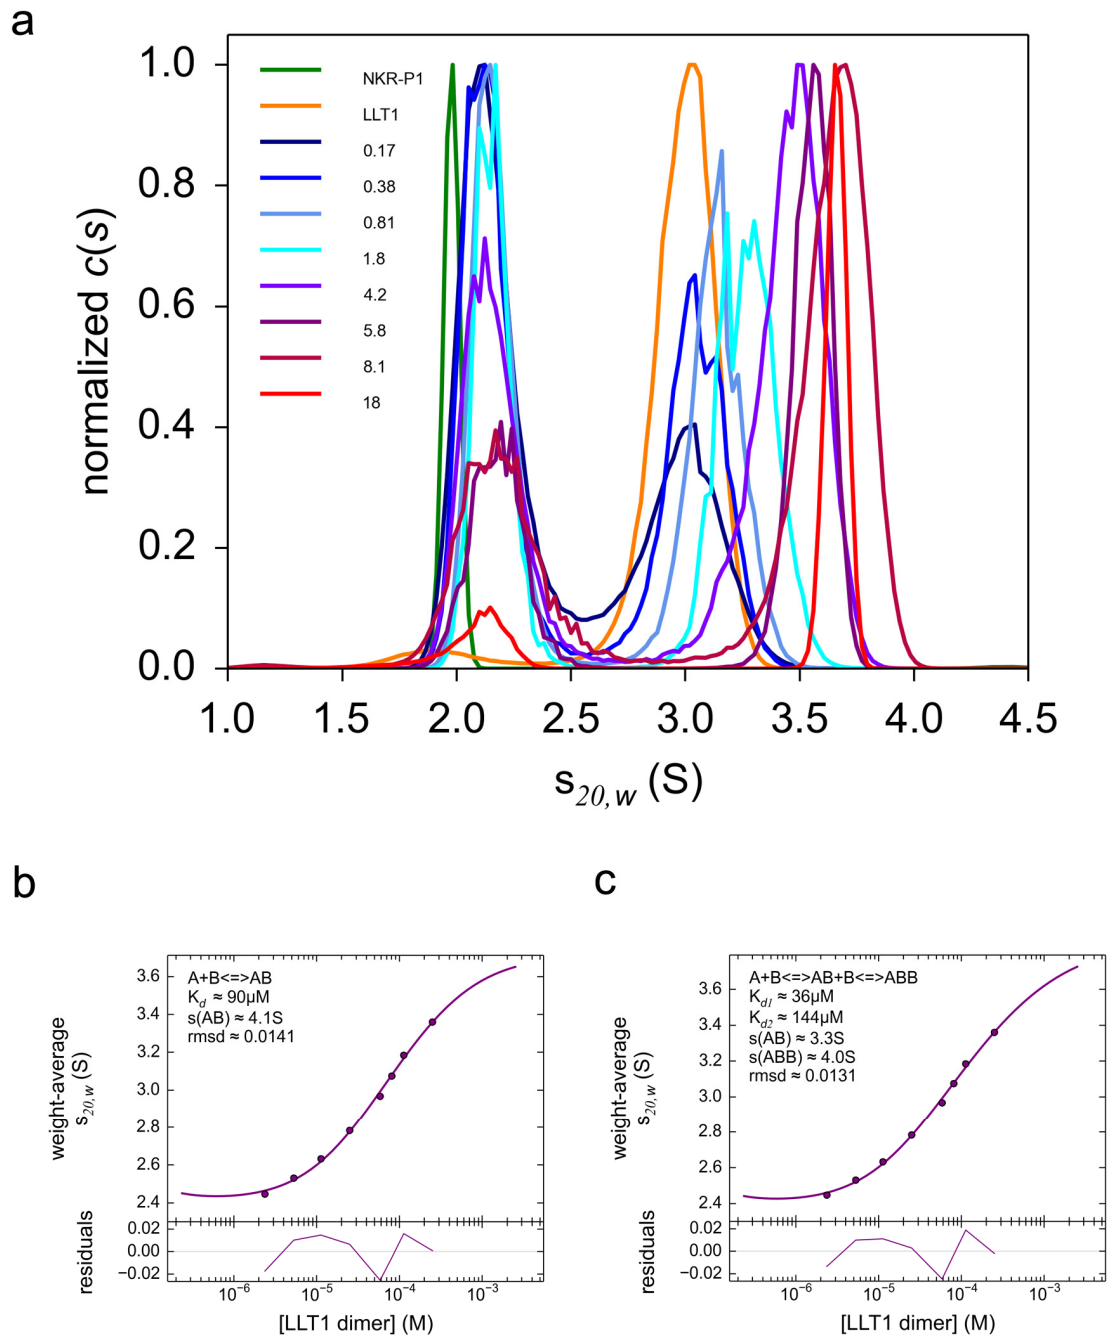 a
normalized c(s)
1.0
0.8
0.6
0.4
0.2
0.0
NKR-P1
LLT1
0.17
0.38
0.81
1.8
4.2
5.8
8.1
18
1.0 1.5 2.0 2.5 3.0 3.5 4.0 4.5
s20,w (S)
b
weight-average
s20,w (S)
3.6
3.4
3.2
3.0
2.8
2.6
2.4
A+B<=>AB
Kd ≈ 90µM
s(AB) ≈ 4.1S
rmsd ≈ 0.0141
residuals
0.02
0.00
−0.02
10−6 10−5 10−4 10−3
[LLT1 dimer] (M)
c
weight-average
s20,w (S)
3.6
3.4
3.2
3.0
2.8
2.6
2.4
A+B<=>AB+B<=>ABB
Kd1 ≈ 36µM
Kd2 ≈ 144µM
s(AB) ≈ 3.3S
s(ABB) ≈ 4.0S
rmsd ≈ 0.0131
residuals
0.02
0.00
−0.02
10−6 10−5 10−4 10−3
[LLT1 dimer] (M)